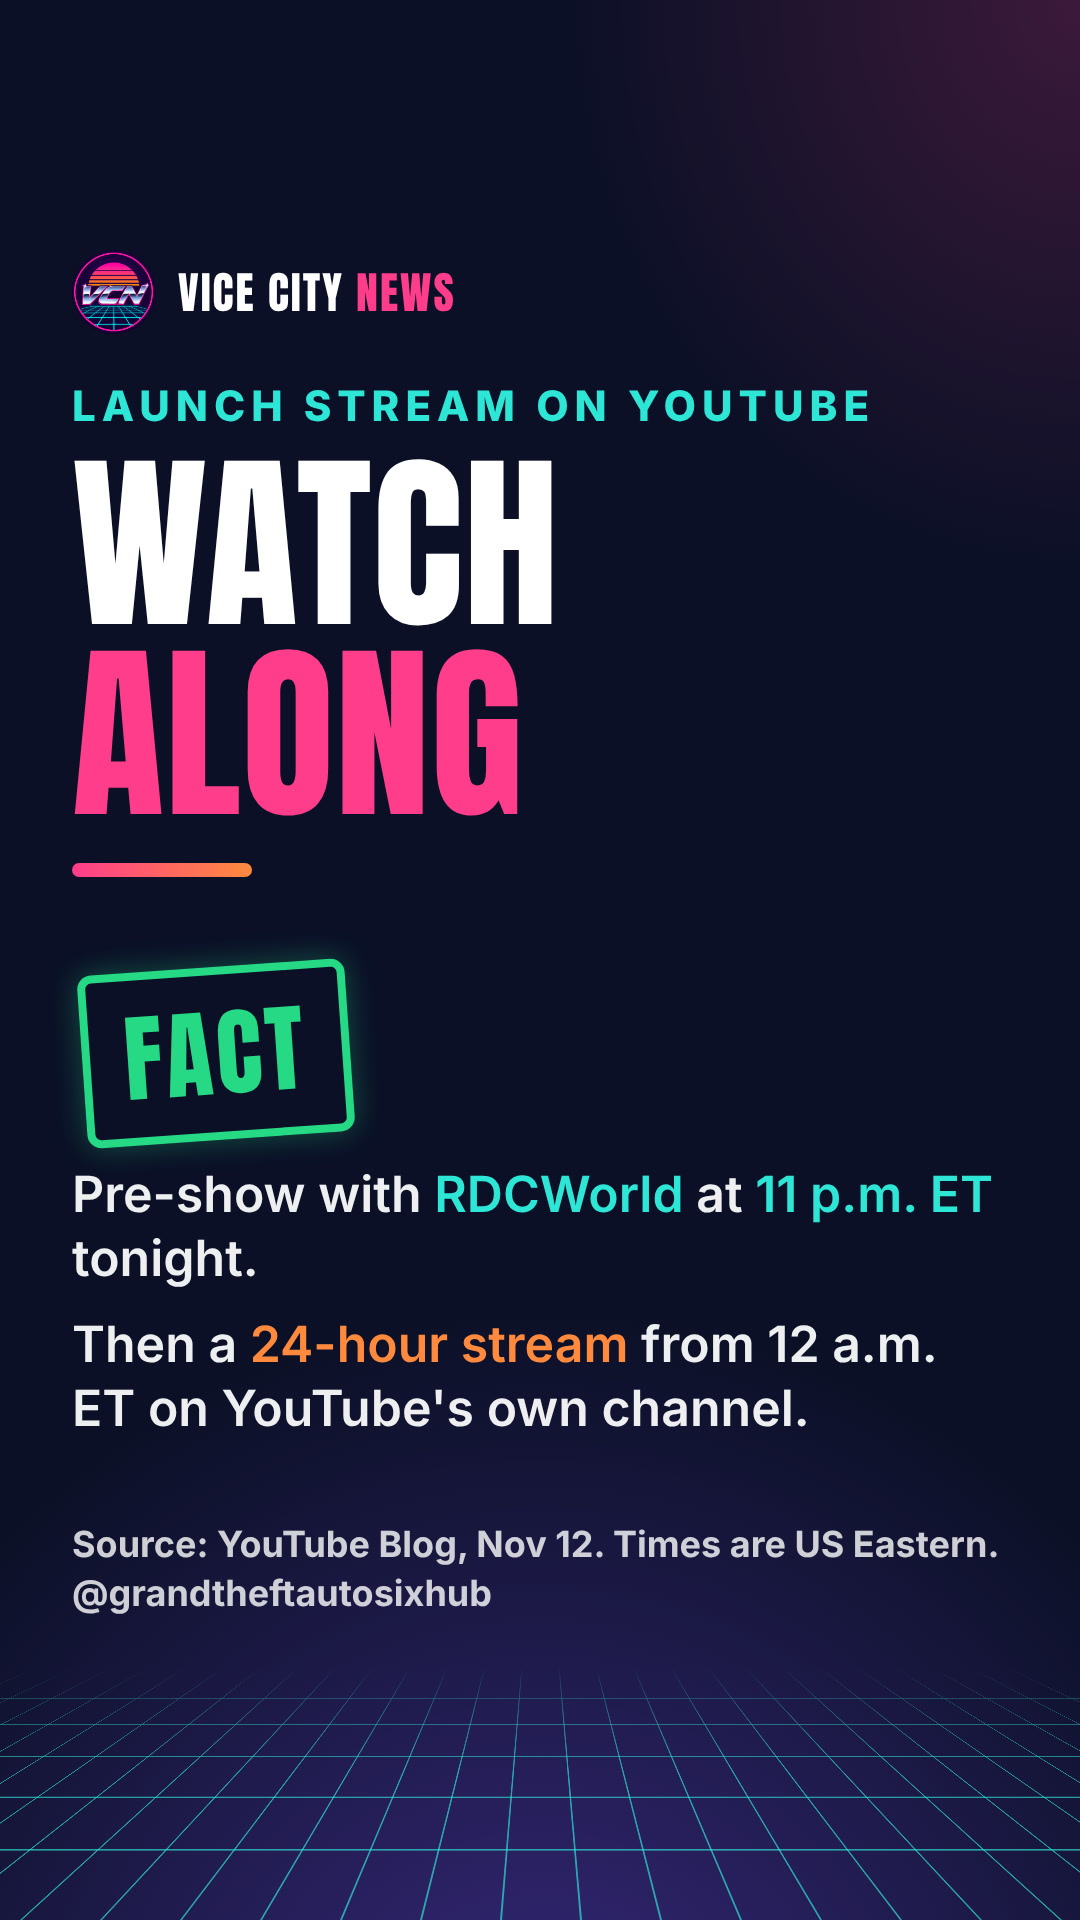 VCN
VICE CITY NEWS
LAUNCH STREAM ON YOUTUBE
WATCH
ALONG
FACT
Pre-show with RDCWorld at 11 p.m. ET
tonight.
Then a 24-hour stream from 12 a.m.
ET on YouTube's own channel.
Source: YouTube Blog, Nov 12. Times are US Eastern.
@grandtheftautosixhub